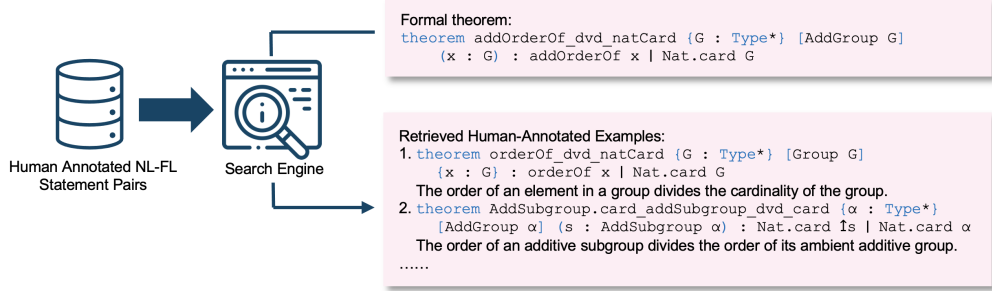 Formal theorem:
theorem addOrderOf_dvd_natCard {G : Type*} [AddGroup G]
(x : G) : addOrderOf x | Nat.card G
Human Annotated NL-FL
Statement Pairs
Search Engine
Retrieved Human-Annotated Examples:
1. theorem orderOf_dvd_natCard {G : Type*} [Group G]
{x : G} : orderOf x | Nat.card G
The order of an element in a group divides the cardinality of the group.
2. theorem AddSubgroup.card_addSubgroup_dvd_card {α : Type*}
[AddGroup α] (s : AddSubgroup α) : Nat.card ↑s | Nat.card α
The order of an additive subgroup divides the order of its ambient additive group.
......